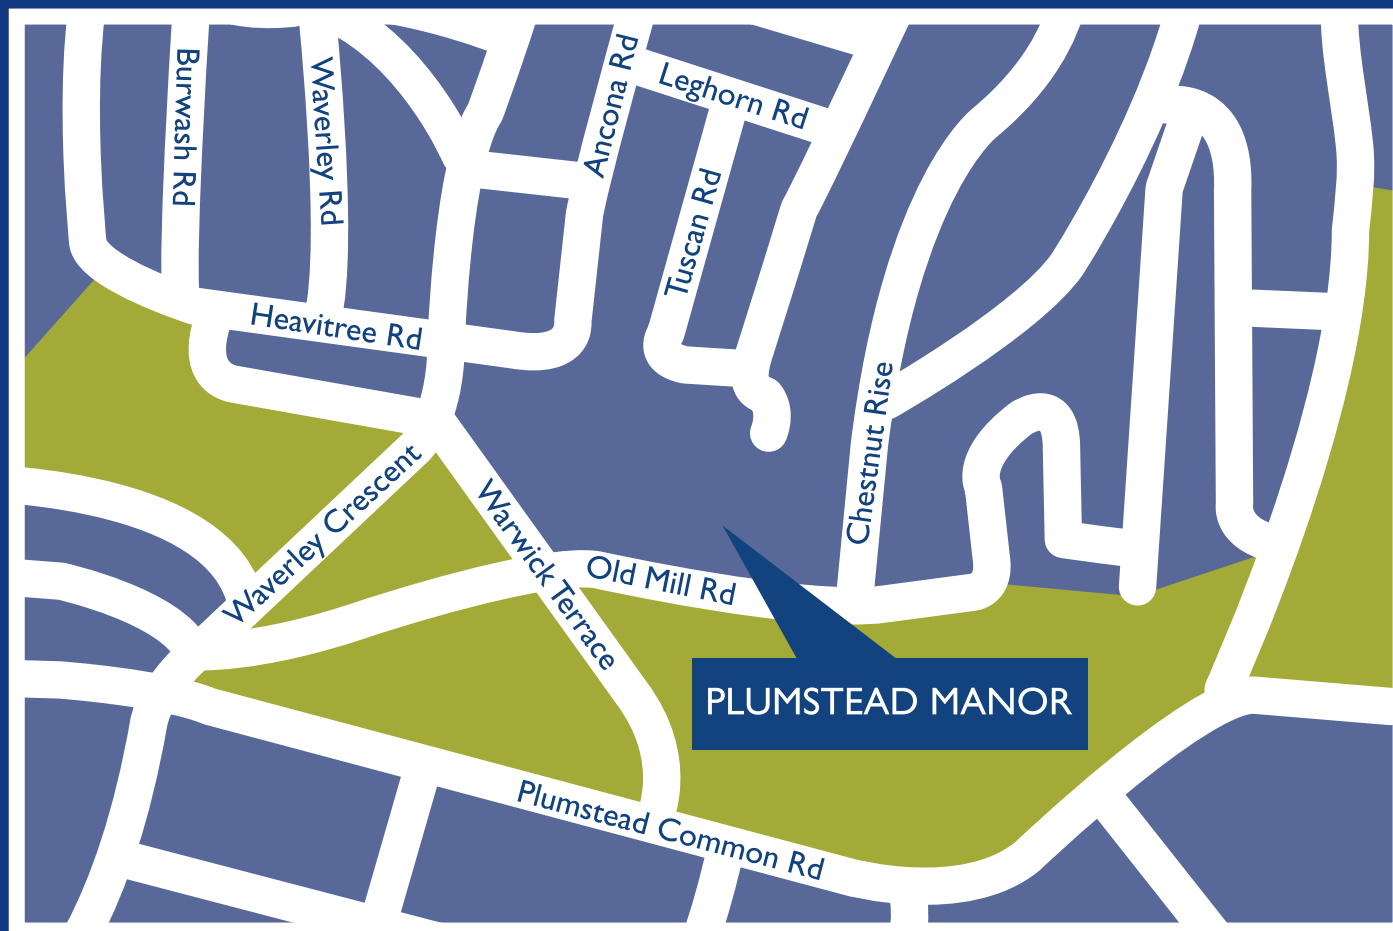 Burwash Rd
Waverley Rd
Ancona Rd
Leghorn Rd
Tuscan Rd
Heavitree Rd
Chestnut Rise
Waverley Crescent
Warwick Terrace
Old Mill Rd
PLUMSTEAD MANOR
Plumstead Common Rd